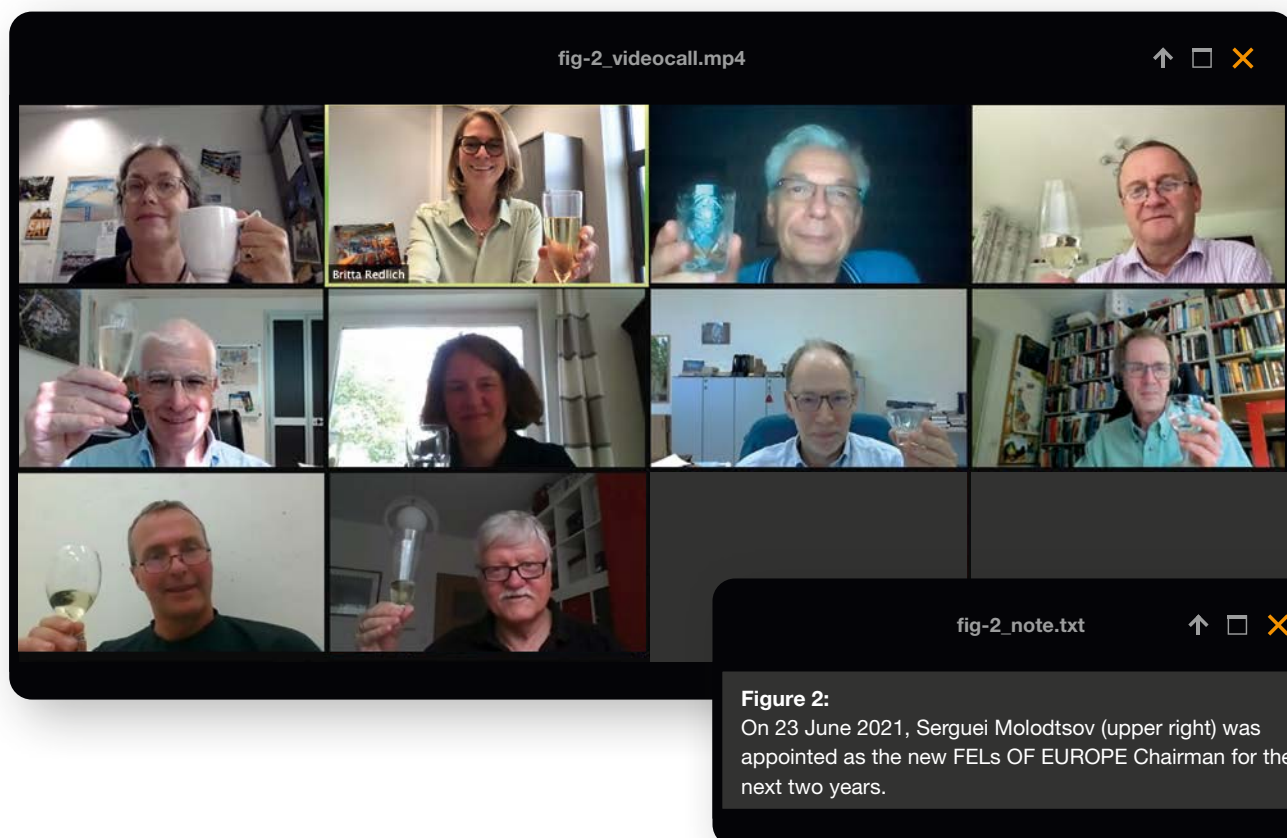 fig-2_videocall.mp4
Britta Redlich
fig-2_note.txt
Figure 2:
On 23 June 2021, Serguei Molodtsov (upper right) was
appointed as the new FELs OF EUROPE Chairman for the
next two years.